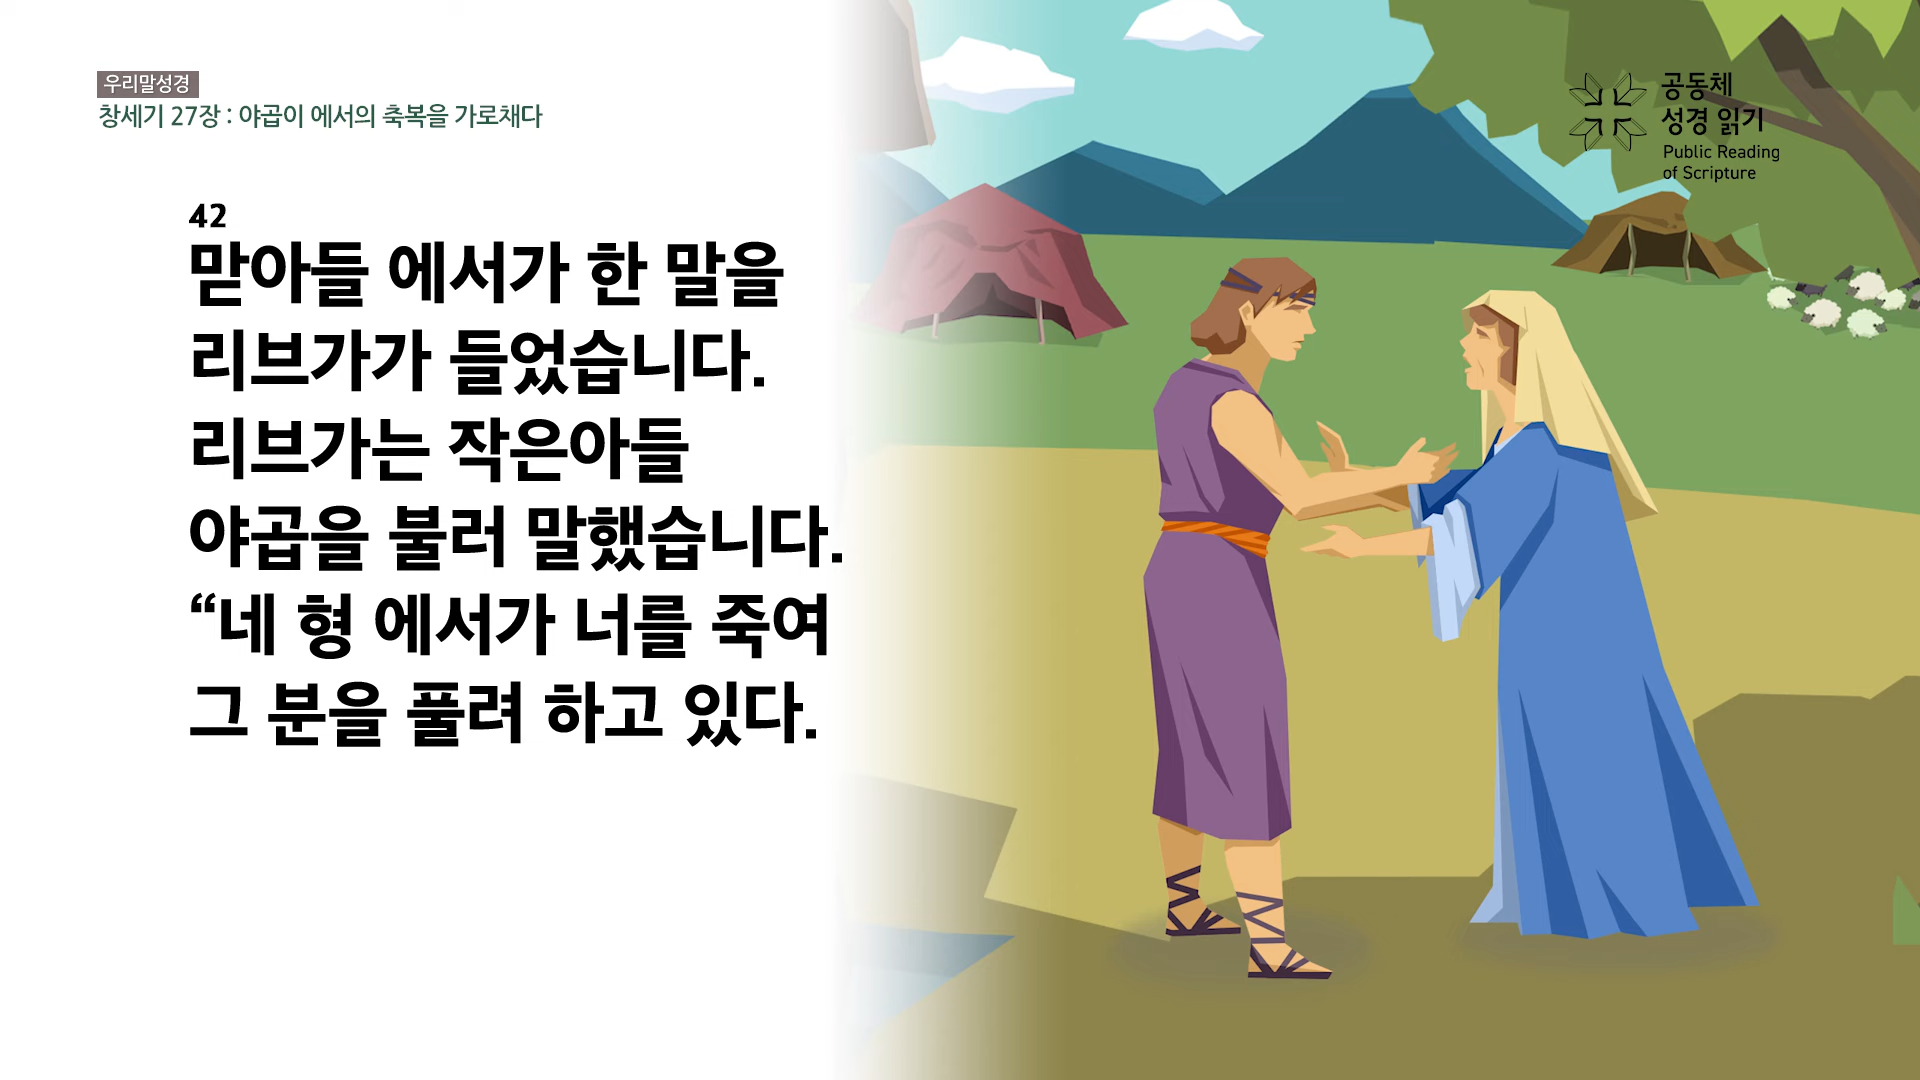 우리말성경
창세기 27장 : 야곱이 에서의 축복을 가로채다
공동체
성경 읽기
Public Reading
of Scripture
42
맏아들 에서가 한 말을
리브가가 들었습니다.
리브가는 작은아들
야곱을 불러 말했습니다.
“네 형 에서가 너를 죽여
그 분을 풀려 하고 있다.